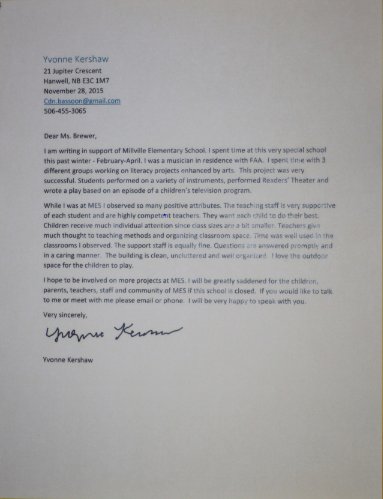 Yvonne Kershaw
21 Jupiter Crescent
Hanwell, NB E3C 1M7
November 28, 2015
Cdn.bassoon@gmail.com
506-455-3065
Dear Ms. Brewer,
I am writing in support of Millville Elementary School. I spent time at this very special school
this past winter - February-April. I was a musician in residence with FAA. I spent time with 3
different groups working on literacy projects enhanced by arts. This project was very
successful. Students performed on a variety of instruments, performed Readers' Theater and
wrote a play based on an episode of a children's television program.
While I was at MES I observed so many positive attributes. The teaching staff is very supportive
of each student and are highly competent teachers. They want each child to do their best.
Children receive much individual attention since class sizes are a bit smaller. Teachers give
much thought to teaching methods and organizing classroom space. Time was well used in the
classrooms I observed. The support staff is equally fine. Questions are answered promptly and
in a caring manner. The building is clean, uncluttered and well organized. I love the outdoor
space for the children to play.
I hope to be involved on more projects at MES. I will be greatly saddened for the children,
parents, teachers, staff and community of MES if this school is closed. If you would like to talk
to me or meet with me please email or phone. I will be very happy to speak with you.
Very sincerely,
Yvonne Kershaw
Yvonne Kershaw